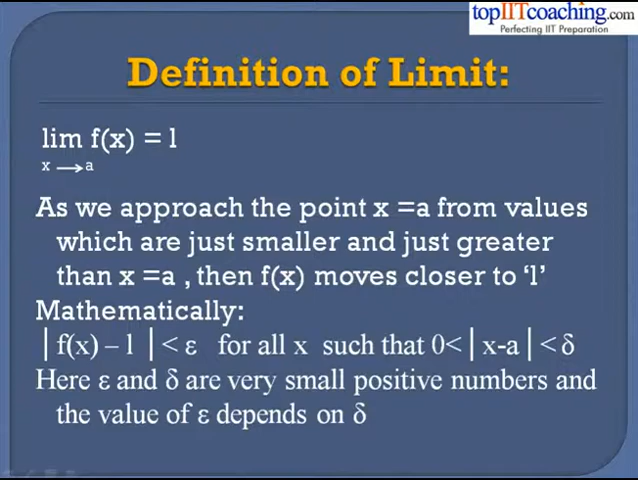 topIITcoaching.com
Perfecting IIT Preparation
Definition of Limit:
lim f(x) = l
x → a
As we approach the point x =a from values
which are just smaller and just greater
than x =a , then f(x) moves closer to ‘l’
Mathematically:
│f(x) – l │< ε for all x such that 0<│x-a│< δ
Here ε and δ are very small positive numbers and
the value of ε depends on δ